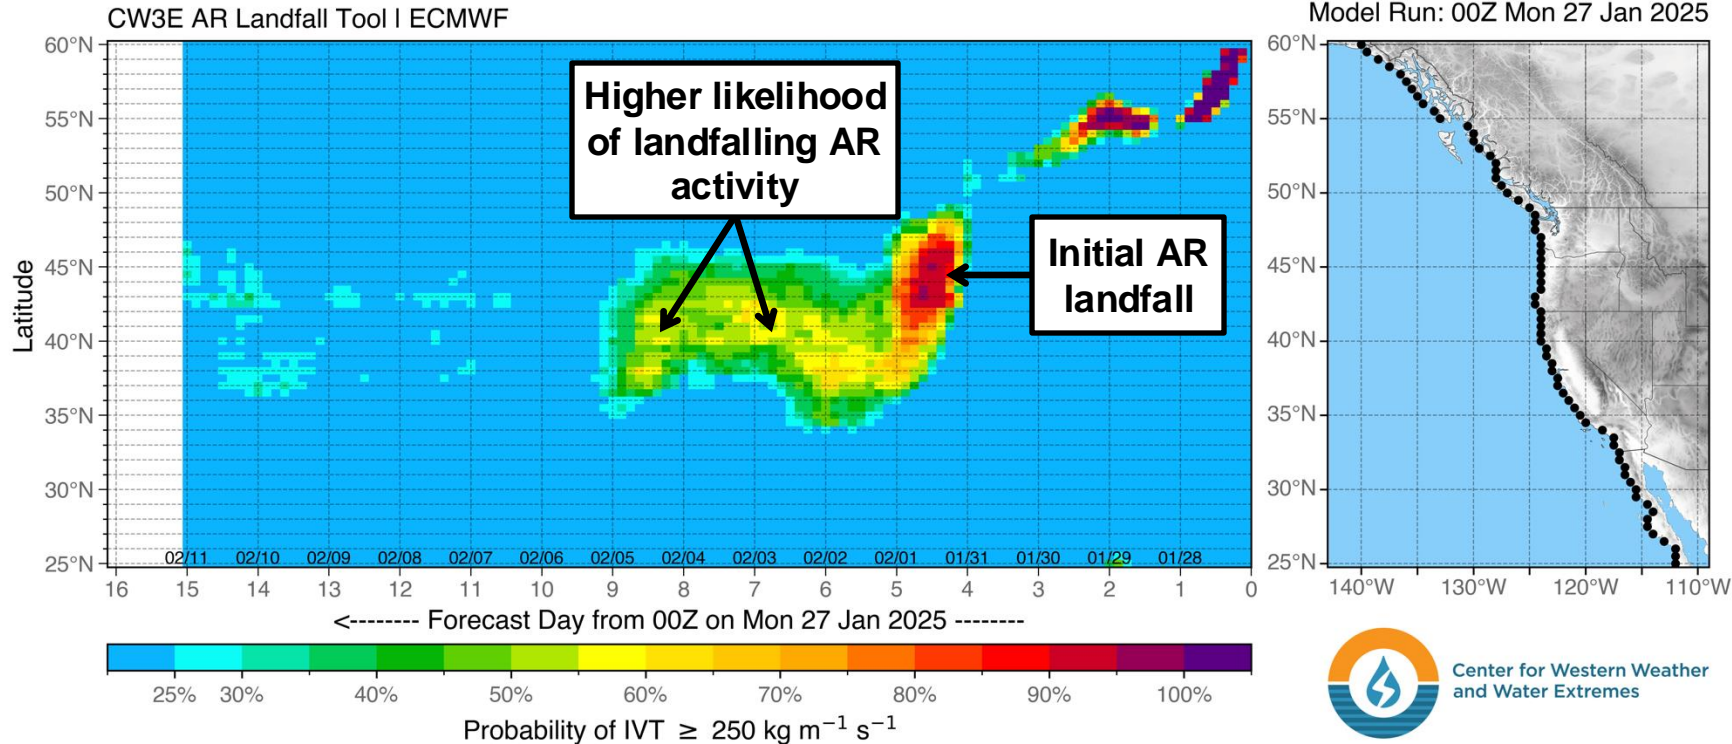 CW3E AR Landfall Tool | ECMWF
Model Run: 00Z Mon 27 Jan 2025
60°N
55°N
50°N
45°N
40°N
35°N
30°N
25°N
Latitude
Higher likelihood
of landfalling AR
activity
Initial AR
landfall
02/11 02/10 02/09 02/08 02/07 02/06 02/05 02/04 02/03 02/02 02/01 01/31 01/30 01/29 01/28
16 15 14 13 12 11 10 9 8 7 6 5 4 3 2 1 0
<-------- Forecast Day from 00Z on Mon 27 Jan 2025 --------
25% 30% 40% 50% 60% 70% 80% 90% 100%
Probability of IVT ≥ 250 kg m⁻¹ s⁻¹
60°N
55°N
50°N
45°N
40°N
35°N
30°N
25°N
140°W 130°W 120°W 110°W
Center for Western Weather
and Water Extremes